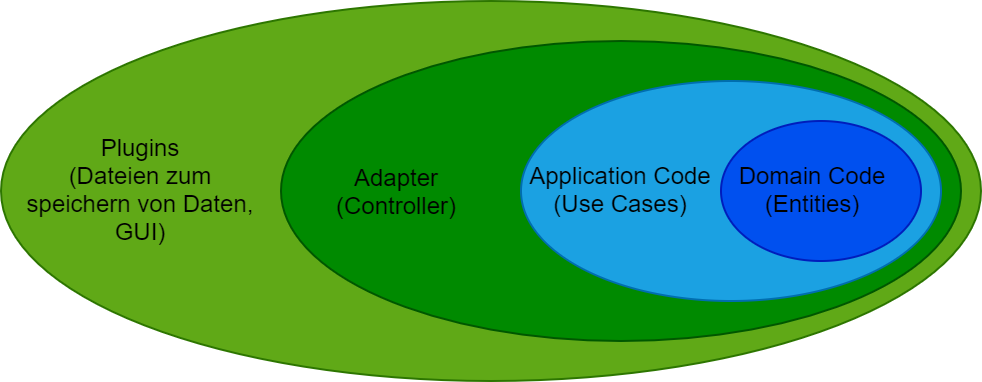 Plugins
(Dateien zum
speichern von Daten,
GUI)
Adapter
(Controller)
Application Code
(Use Cases)
Domain Code
(Entities)